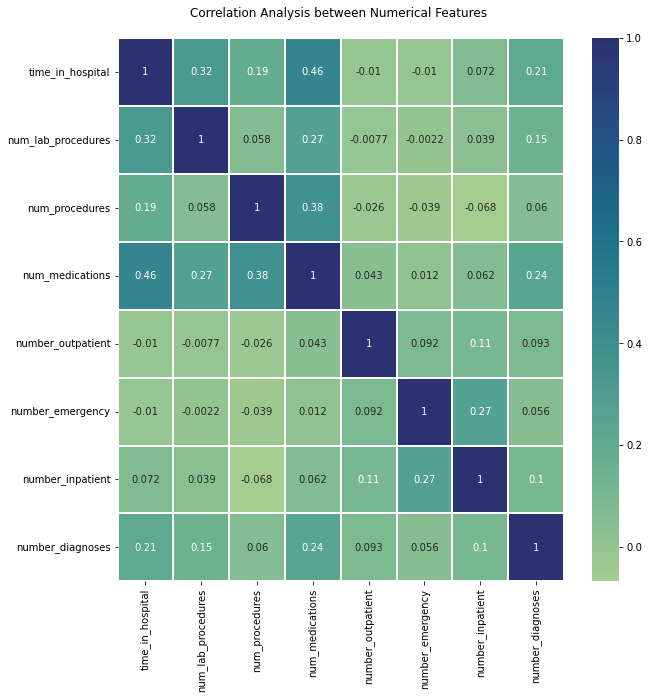 Correlation Analysis between Numerical Features
time_in_hospital 1 0.32 0.19 0.46 -0.01 -0.01 0.072 0.21
num_lab_procedures 0.32 1 0.058 0.27 -0.0077 -0.0022 0.039 0.15
num_procedures 0.19 0.058 1 0.38 -0.026 -0.039 -0.068 0.06
num_medications 0.46 0.27 0.38 1 0.043 0.012 0.062 0.24
number_outpatient -0.01 -0.0077 -0.026 0.043 1 0.092 0.11 0.093
number_emergency -0.01 -0.0022 -0.039 0.012 0.092 1 0.27 0.056
number_inpatient 0.072 0.039 -0.068 0.062 0.11 0.27 1 0.1
number_diagnoses 0.21 0.15 0.06 0.24 0.093 0.056 0.1 1
time_in_hospital
num_lab_procedures
num_procedures
num_medications
number_outpatient
number_emergency
number_inpatient
number_diagnoses
1.0
0.8
0.6
0.4
0.2
0.0